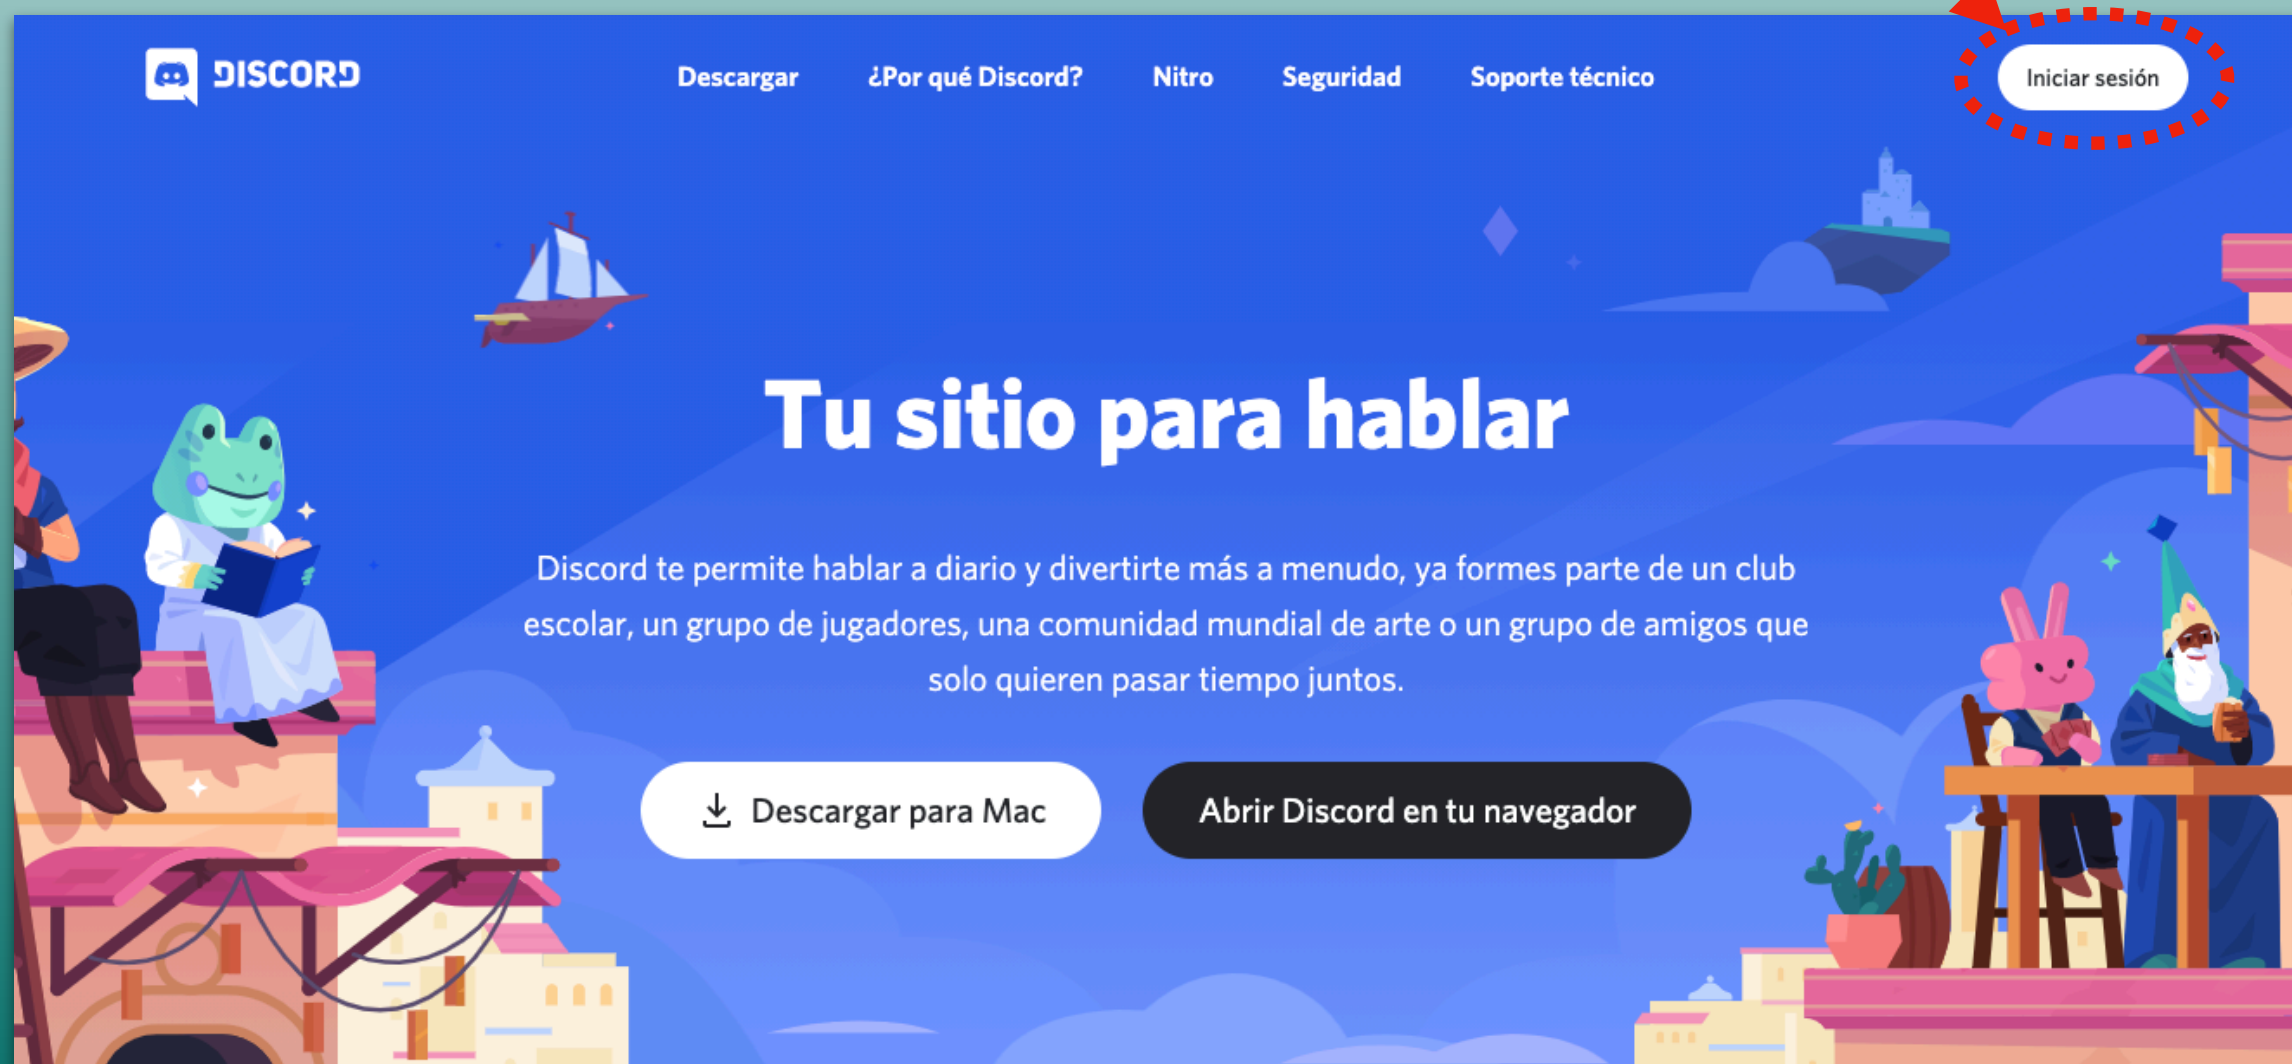 DISCORD
Descargar
¿Por qué Discord?
Nitro
Seguridad
Soporte técnico
Iniciar sesión
Tu sitio para hablar
Discord te permite hablar a diario y divertirte más a menudo, ya formes parte de un club
escolar, un grupo de jugadores, una comunidad mundial de arte o un grupo de amigos que
solo quieren pasar tiempo juntos.
Descargar para Mac
Abrir Discord en tu navegador